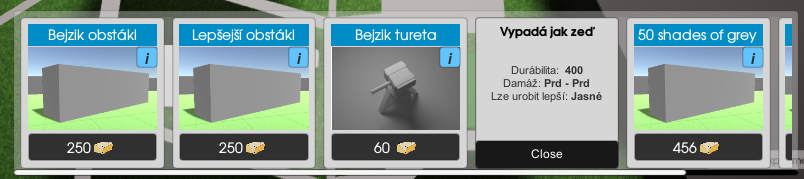 Bejzik obstákl
i
250
Lepšejší obstákl
i
250
Bejzik tureta
i
60
Vypadá jak zeď
Durábilita: 400
Damáž: Prd - Prd
Lze urobit lepší: Jasné
Close
50 shades of grey
i
456